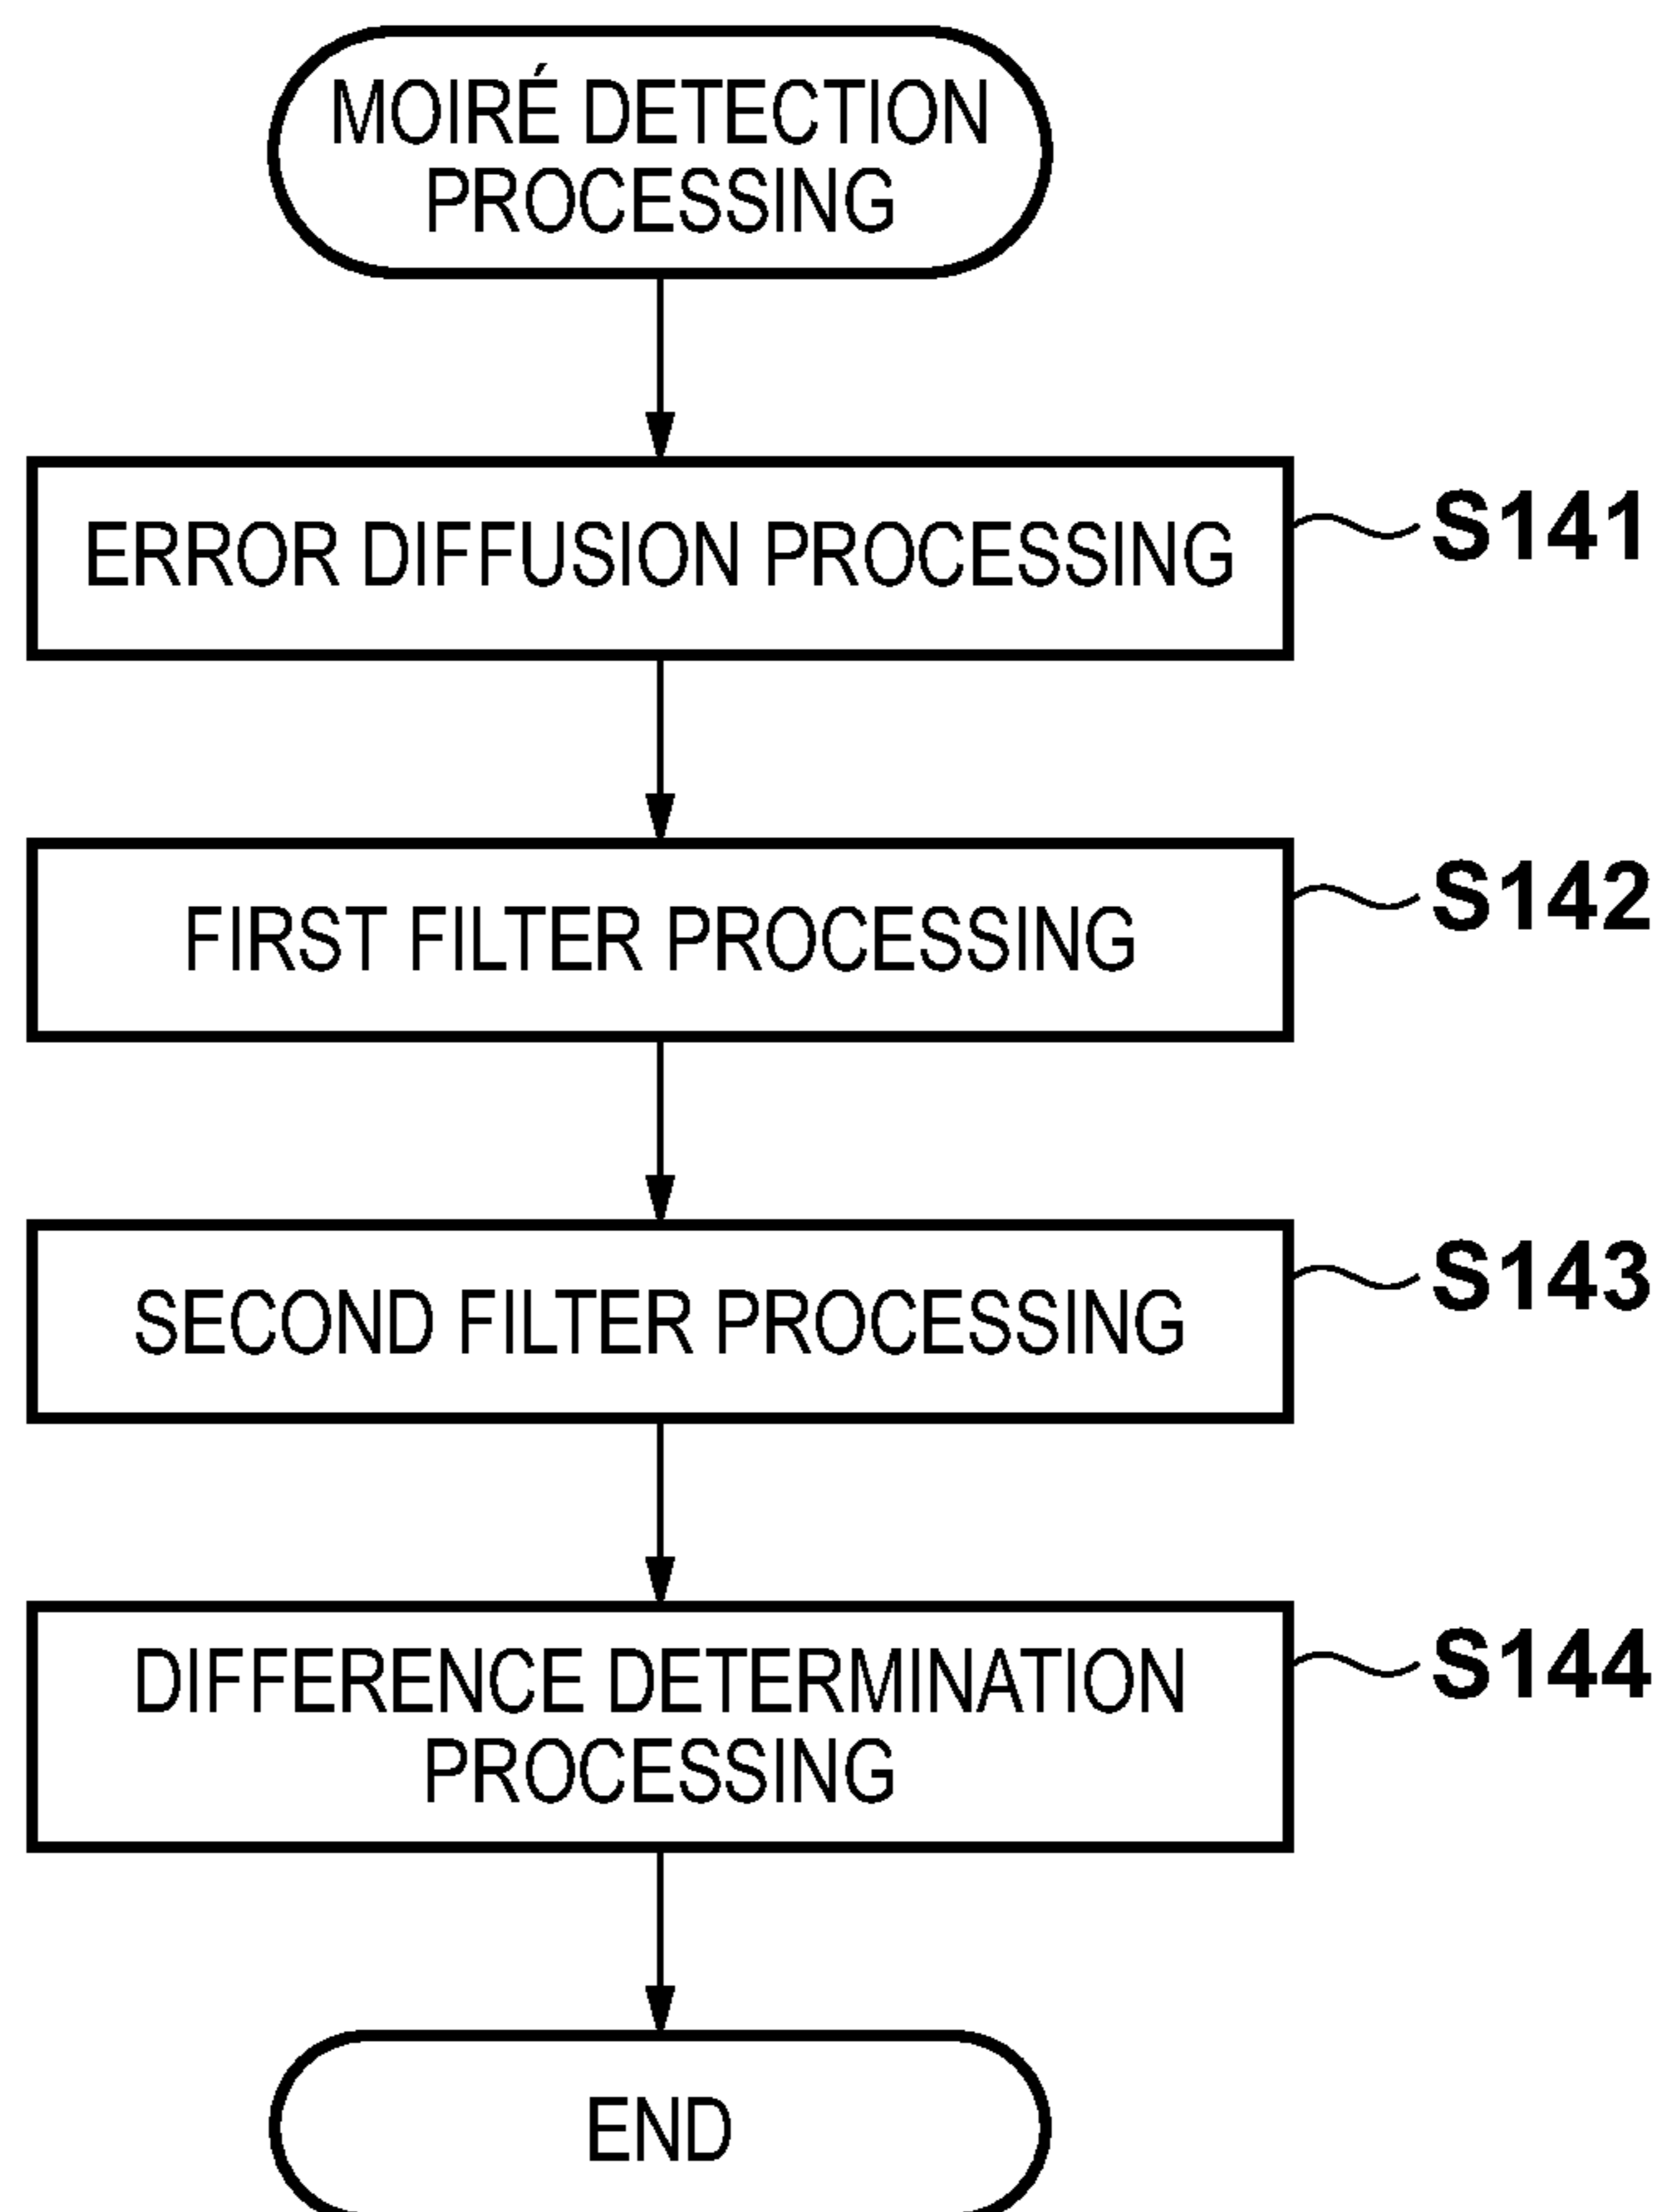 MOIRÉ DETECTION
PROCESSING
ERROR DIFFUSION PROCESSING
S141
FIRST FILTER PROCESSING
S142
SECOND FILTER PROCESSING
S143
DIFFERENCE DETERMINATION
PROCESSING
S144
END